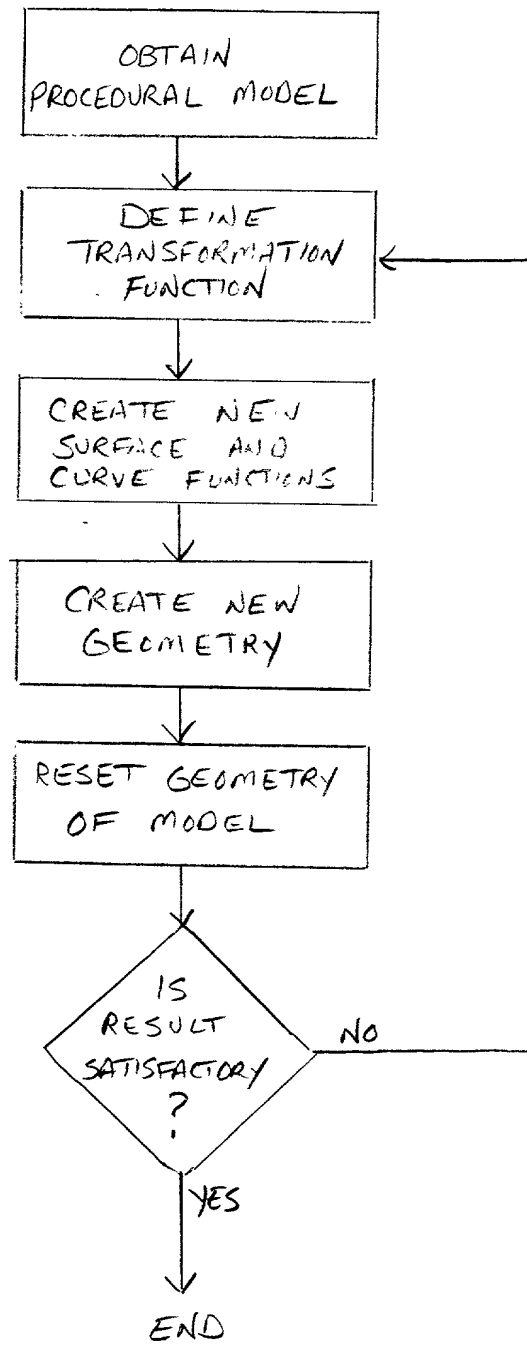 OBTAIN
PROCEDURAL MODEL
DEFINE
TRANSFORMATION
FUNCTION
CREATE NEW
SURFACE AND
CURVE FUNCTIONS
CREATE NEW
GEOMETRY
RESET GEOMETRY
OF MODEL
IS
RESULT
SATISFACTORY
?
NO
YES
END